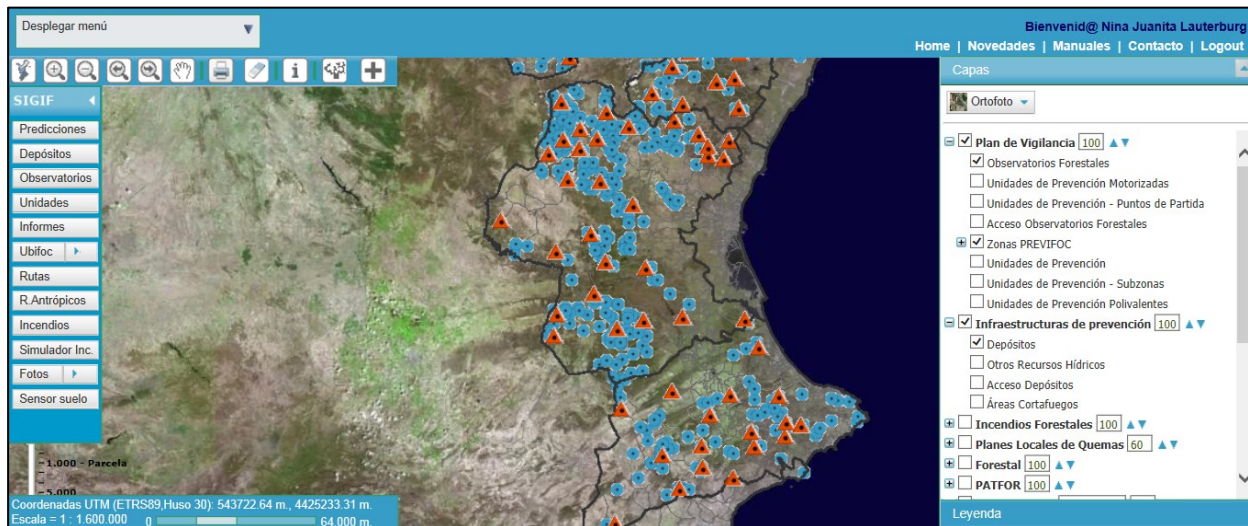 Desplegar menú
Bienvenid@ Nina Juanita Lauterburg
Home | Novedades | Manuales | Contacto | Logout
SIGIF
Predicciones
Depósitos
Observatorios
Unidades
Informes
Ubifoc
Rutas
R.Antrópicos
Incendios
Simulador Inc.
Fotos
Sensor suelo
1.000 - Parcela
5.000
Coordenadas UTM (ETRS89,Huso 30): 543722.64 m., 4425233.31 m.
Escala = 1 : 1.600.000 0 64.000 m.
Capas
Ortofoto
Plan de Vigilancia 100
Observatorios Forestales
Unidades de Prevención Motorizadas
Unidades de Prevención - Puntos de Partida
Acceso Observatorios Forestales
Zonas PREVIFOC
Unidades de Prevención
Unidades de Prevención - Subzonas
Unidades de Prevención Polivalentes
Infraestructuras de prevención 100
Depósitos
Otros Recursos Hídricos
Acceso Depósitos
Áreas Cortafuegos
Incendios Forestales 100
Planes Locales de Quemas 60
Forestal 100
PATFOR 100
Leyenda